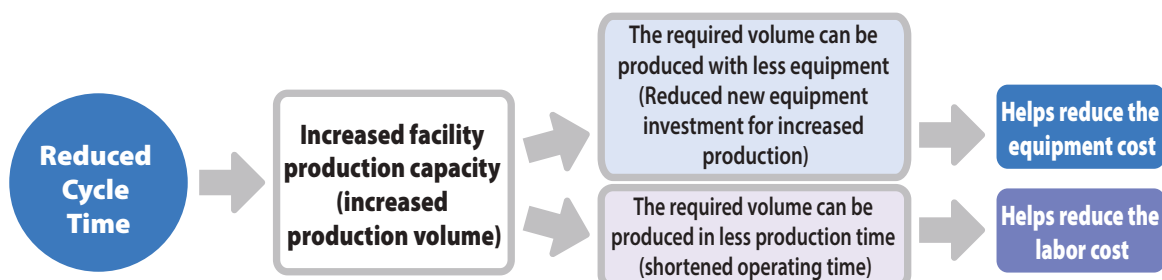 Reduced
Cycle
Time
Increased facility
production capacity
(increased
production volume)
The required volume can be
produced with less equipment
(Reduced new equipment
investment for increased
production)
Helps reduce the
equipment cost
The required volume can be
produced in less production time
(shortened operating time)
Helps reduce the
labor cost